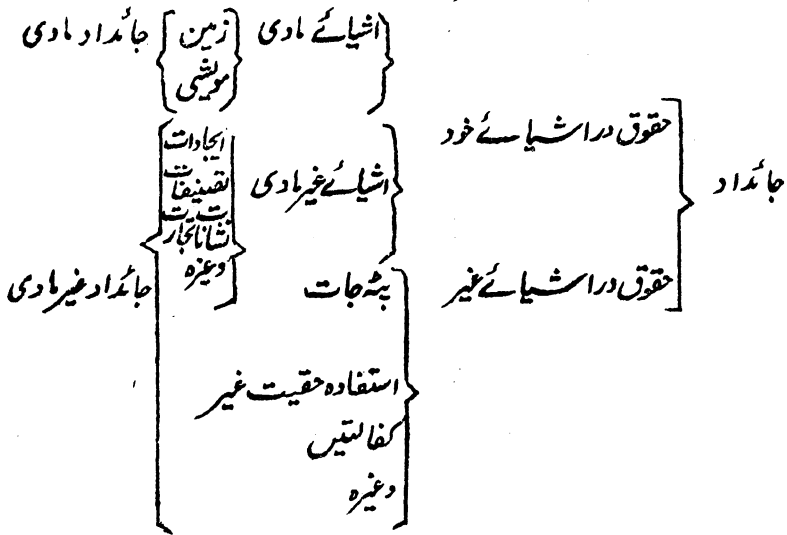 جائداد
حقوق در اشیائے خود
حقوق در اشیائے غیر
اشیائے مادی
اشیائے غیر مادی
پٹہ جات
استفادہ حقیت غیر
کفالتیں
وغیرہ
زمین
مویشی
ایجادات
تصنیفات
نشانات تجارت
وغیرہ
جائداد مادی
جائداد غیر مادی